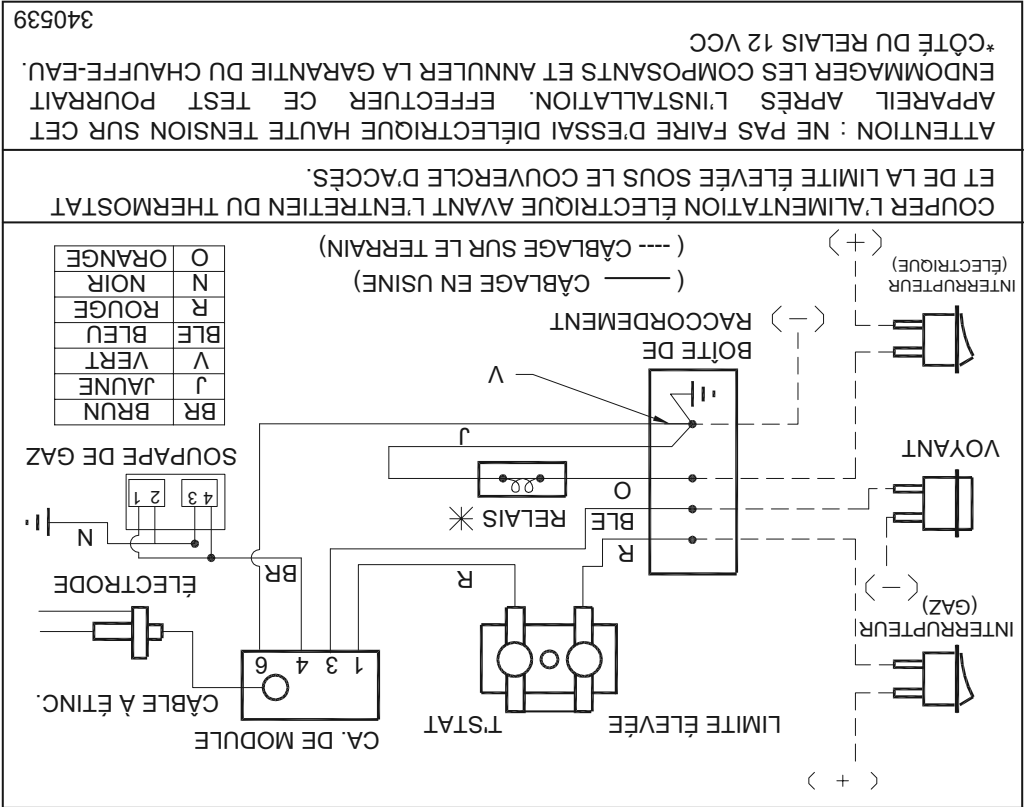 ( + )
CA. DE MODULE
LIMITE ÉLEVÉE
T'STAT
CÂBLE À ÉTINC.
1 3 4 6
INTERRUPTEUR
(GAZ)
( – )
ÉLECTRODE
R
R
BR
BLE
O
RELAIS *
N
4 3
2 1
VOYANT
SOUPAPE DE GAZ
J
V
BOÎTE DE
RACCORDEMENT
( – )
INTERRUPTEUR
(ÉLECTRIQUE)
( + )
BR BRUN
J JAUNE
V VERT
BLE BLEU
R ROUGE
N NOIR
O ORANGE
( —— CÂBLAGE EN USINE)
( ---- CÂBLAGE SUR LE TERRAIN)
COUPER L'ALIMENTATION ÉLECTRIQUE AVANT L'ENTRETIEN DU THERMOSTAT
ET DE LA LIMITE ÉLEVÉE SOUS LE COUVERCLE D'ACCÈS.
ATTENTION : NE PAS FAIRE D'ESSAI DIÉLÉCTRIQUE HAUTE TENSION SUR CET
APPAREIL APRÈS L'INSTALLATION. EFFECTUER CE TEST POURRAIT
ENDOMMAGER LES COMPOSANTS ET ANNULER LA GARANTIE DU CHAUFFE-EAU.
*CÔTÉ DU RELAIS 12 VCC
340539